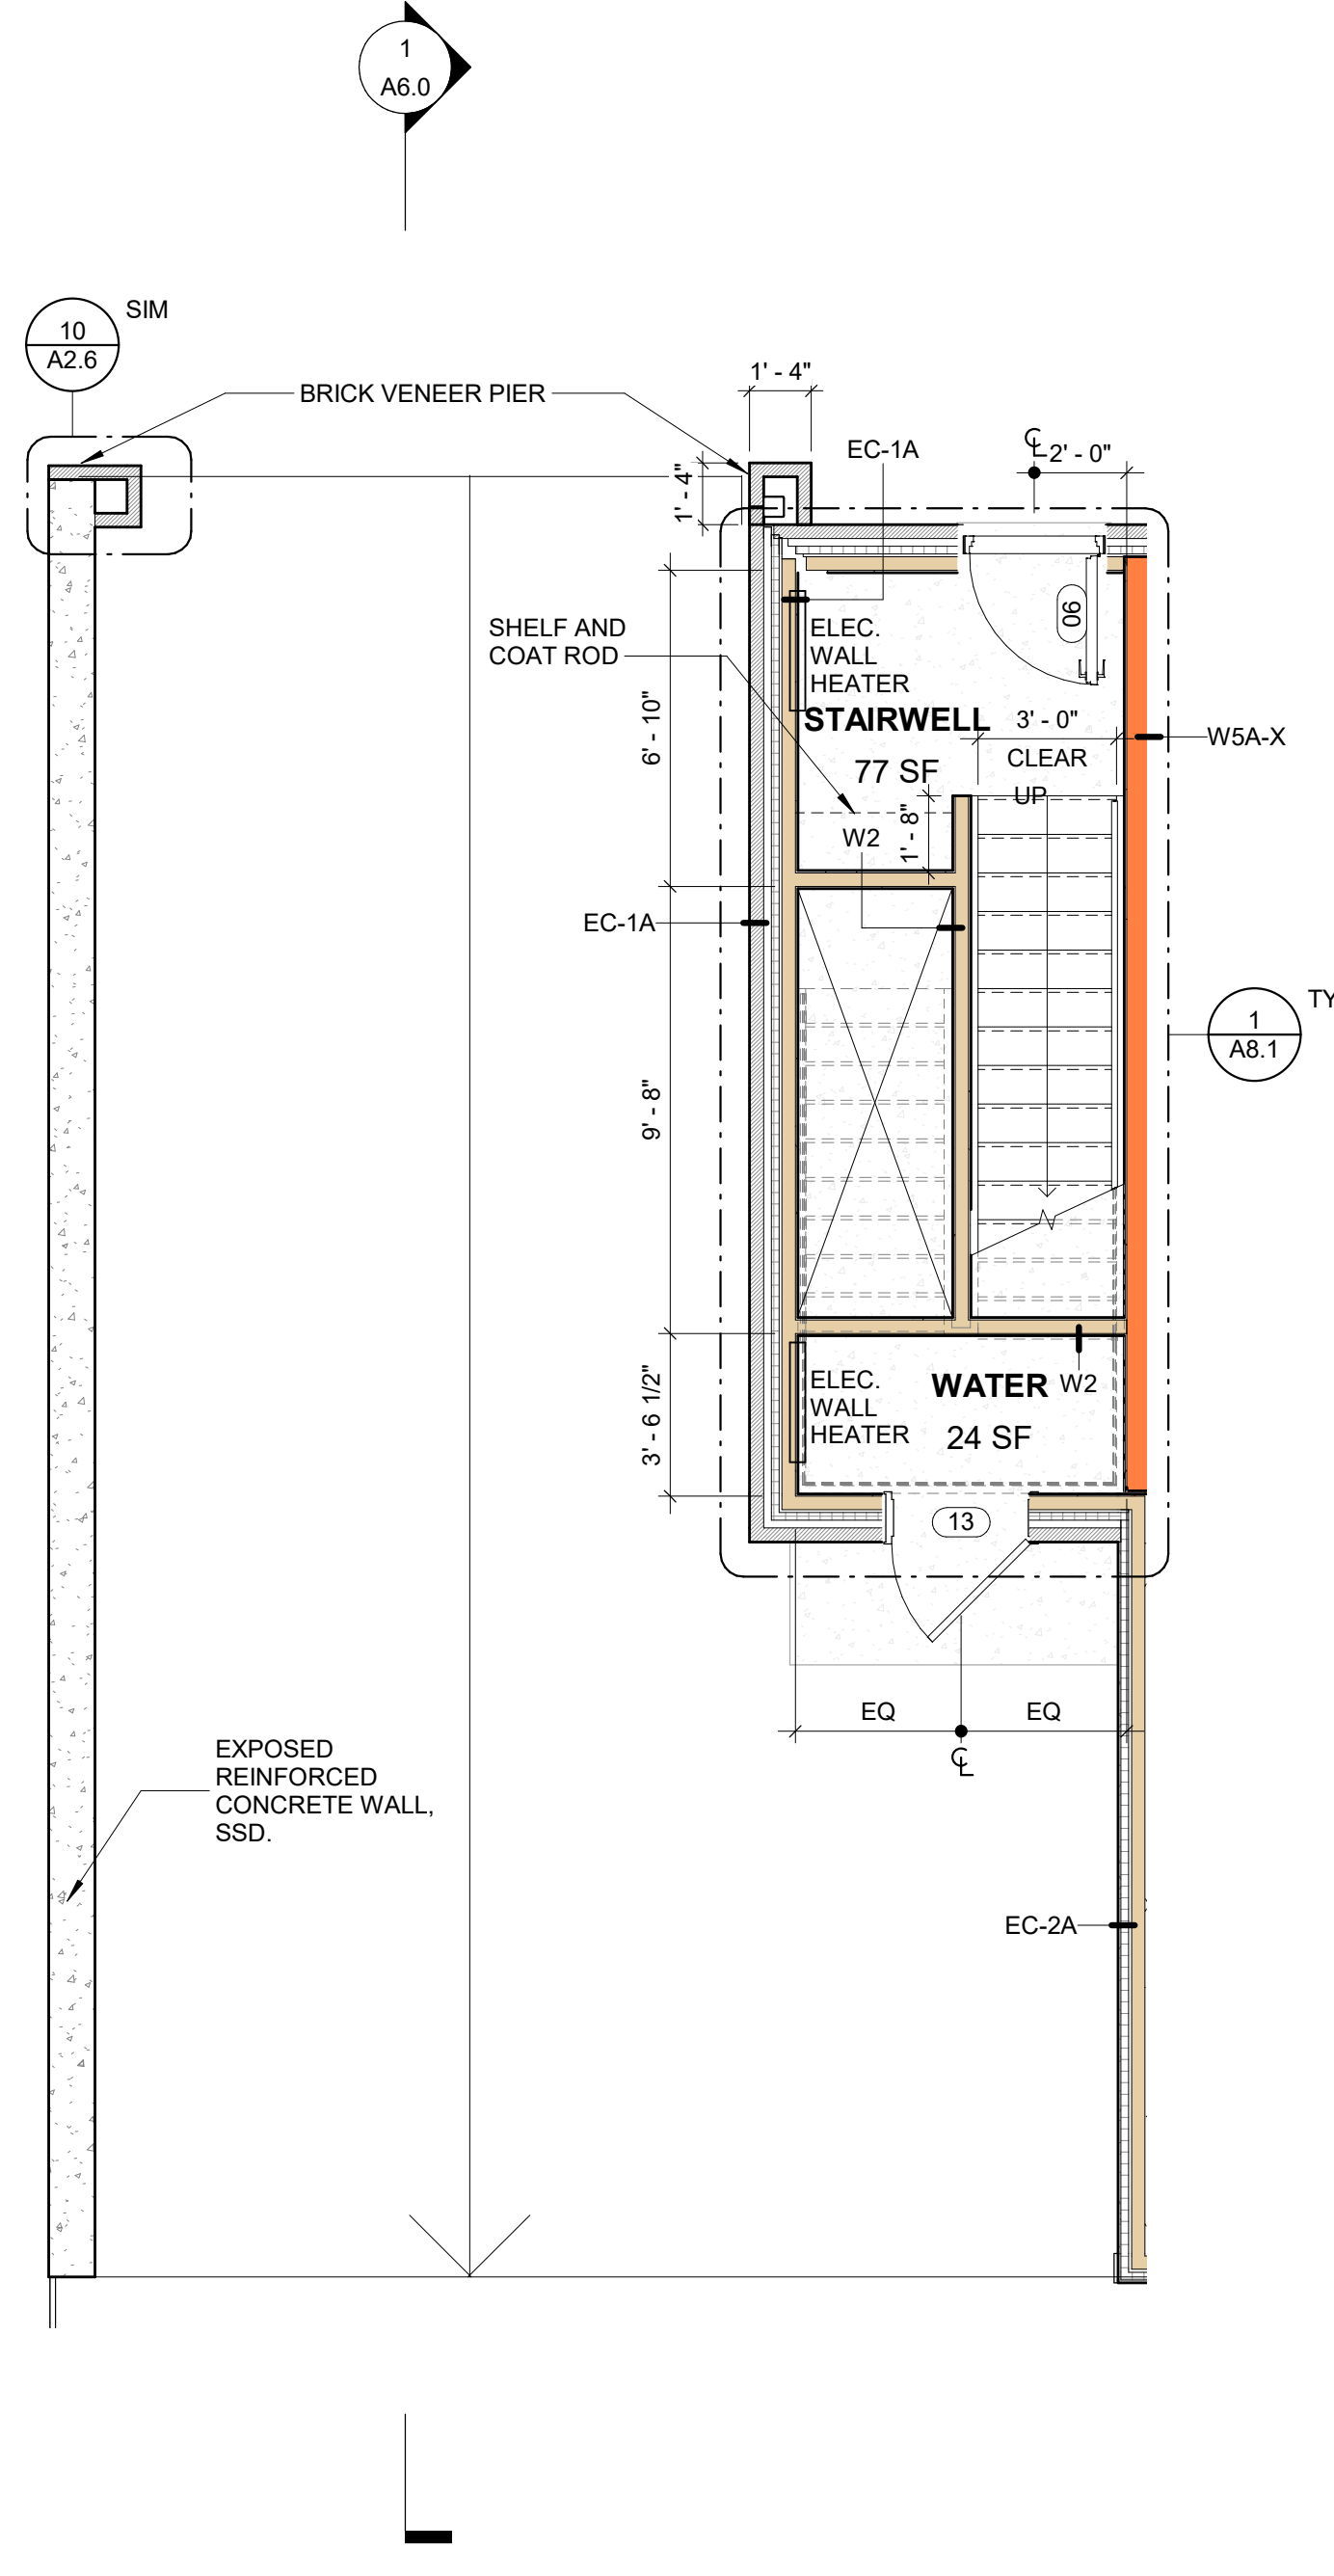 1
A6.0
10
A2.6
SIM
BRICK VENEER PIER
1' - 4"
1' - 4"
EC-1A
℄
2' - 0"
SHELF AND
COAT ROD
ELEC.
WALL
HEATER
06
6' - 10"
STAIRWELL
77 SF
3' - 0"
CLEAR
UP
W5A-X
1' - 8"
W2
EC-1A
1
A8.1
TY
9' - 8"
3' - 6 1/2"
ELEC.
WALL
HEATER
WATER
24 SF
W2
13
EQ
EQ
℄
EXPOSED
REINFORCED
CONCRETE WALL,
SSD.
EC-2A